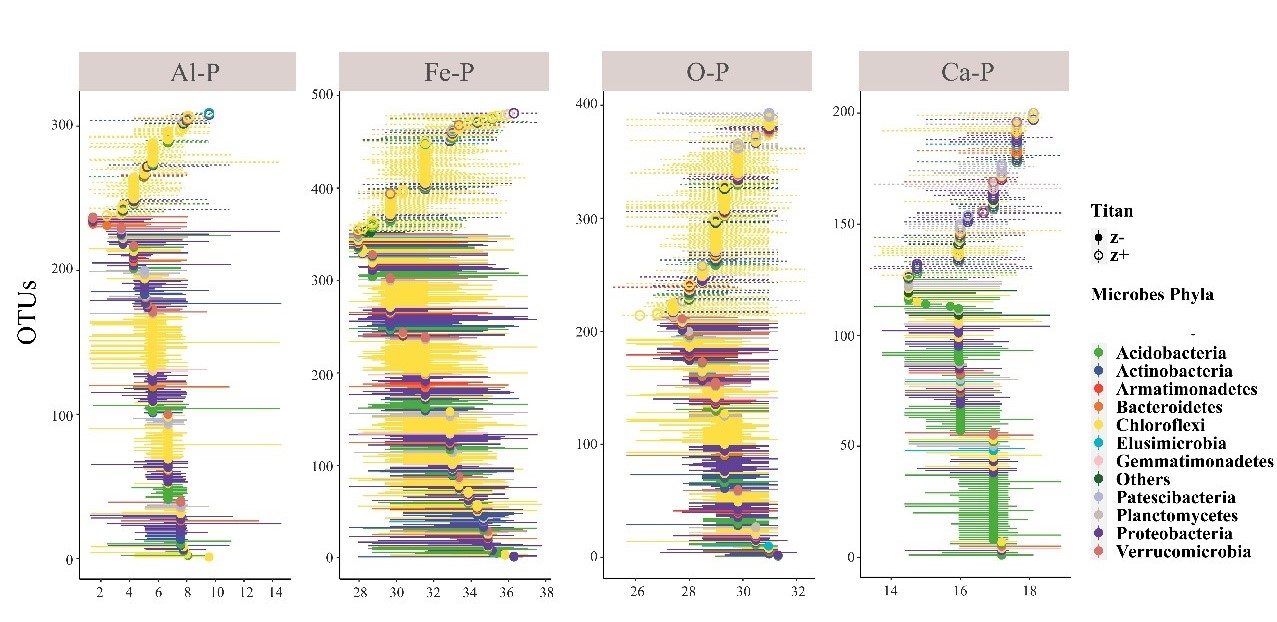 Al-P
Fe-P
O-P
Ca-P
OTUs
300
200
100
0
2 4 6 8 10 12 14
500
400
300
200
100
0
28 30 32 34 36 38
400
300
200
100
0
26 28 30 32
200
150
100
50
0
14 16 18
Titan
z-
z+
Microbes Phyla
-
Acidobacteria
Actinobacteria
Armatimonadetes
Bacteroidetes
Chloroflexi
Elusimicrobia
Gemmatimonadetes
Others
Patescibacteria
Planctomycetes
Proteobacteria
Verrucomicrobia